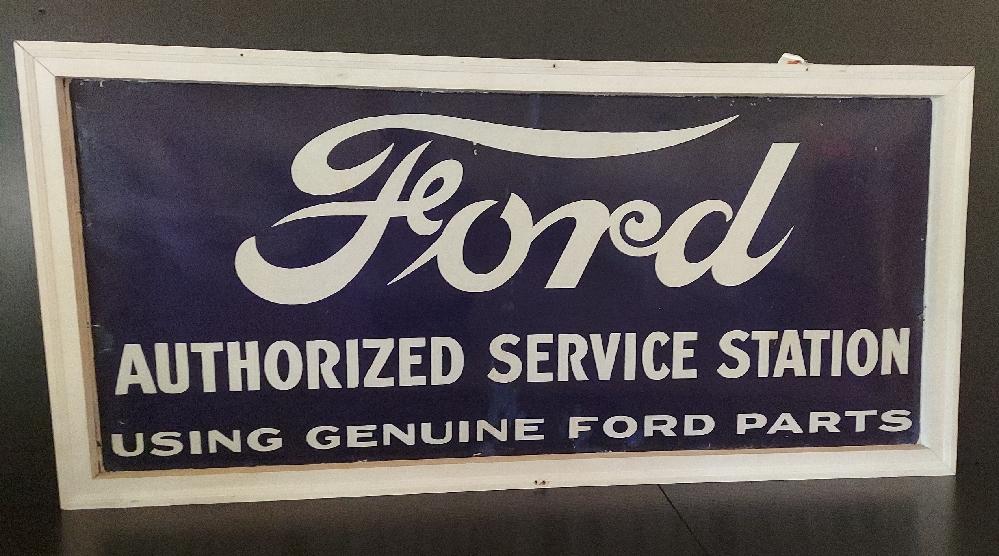 Ford
AUTHORIZED SERVICE STATION
USING GENUINE FORD PARTS